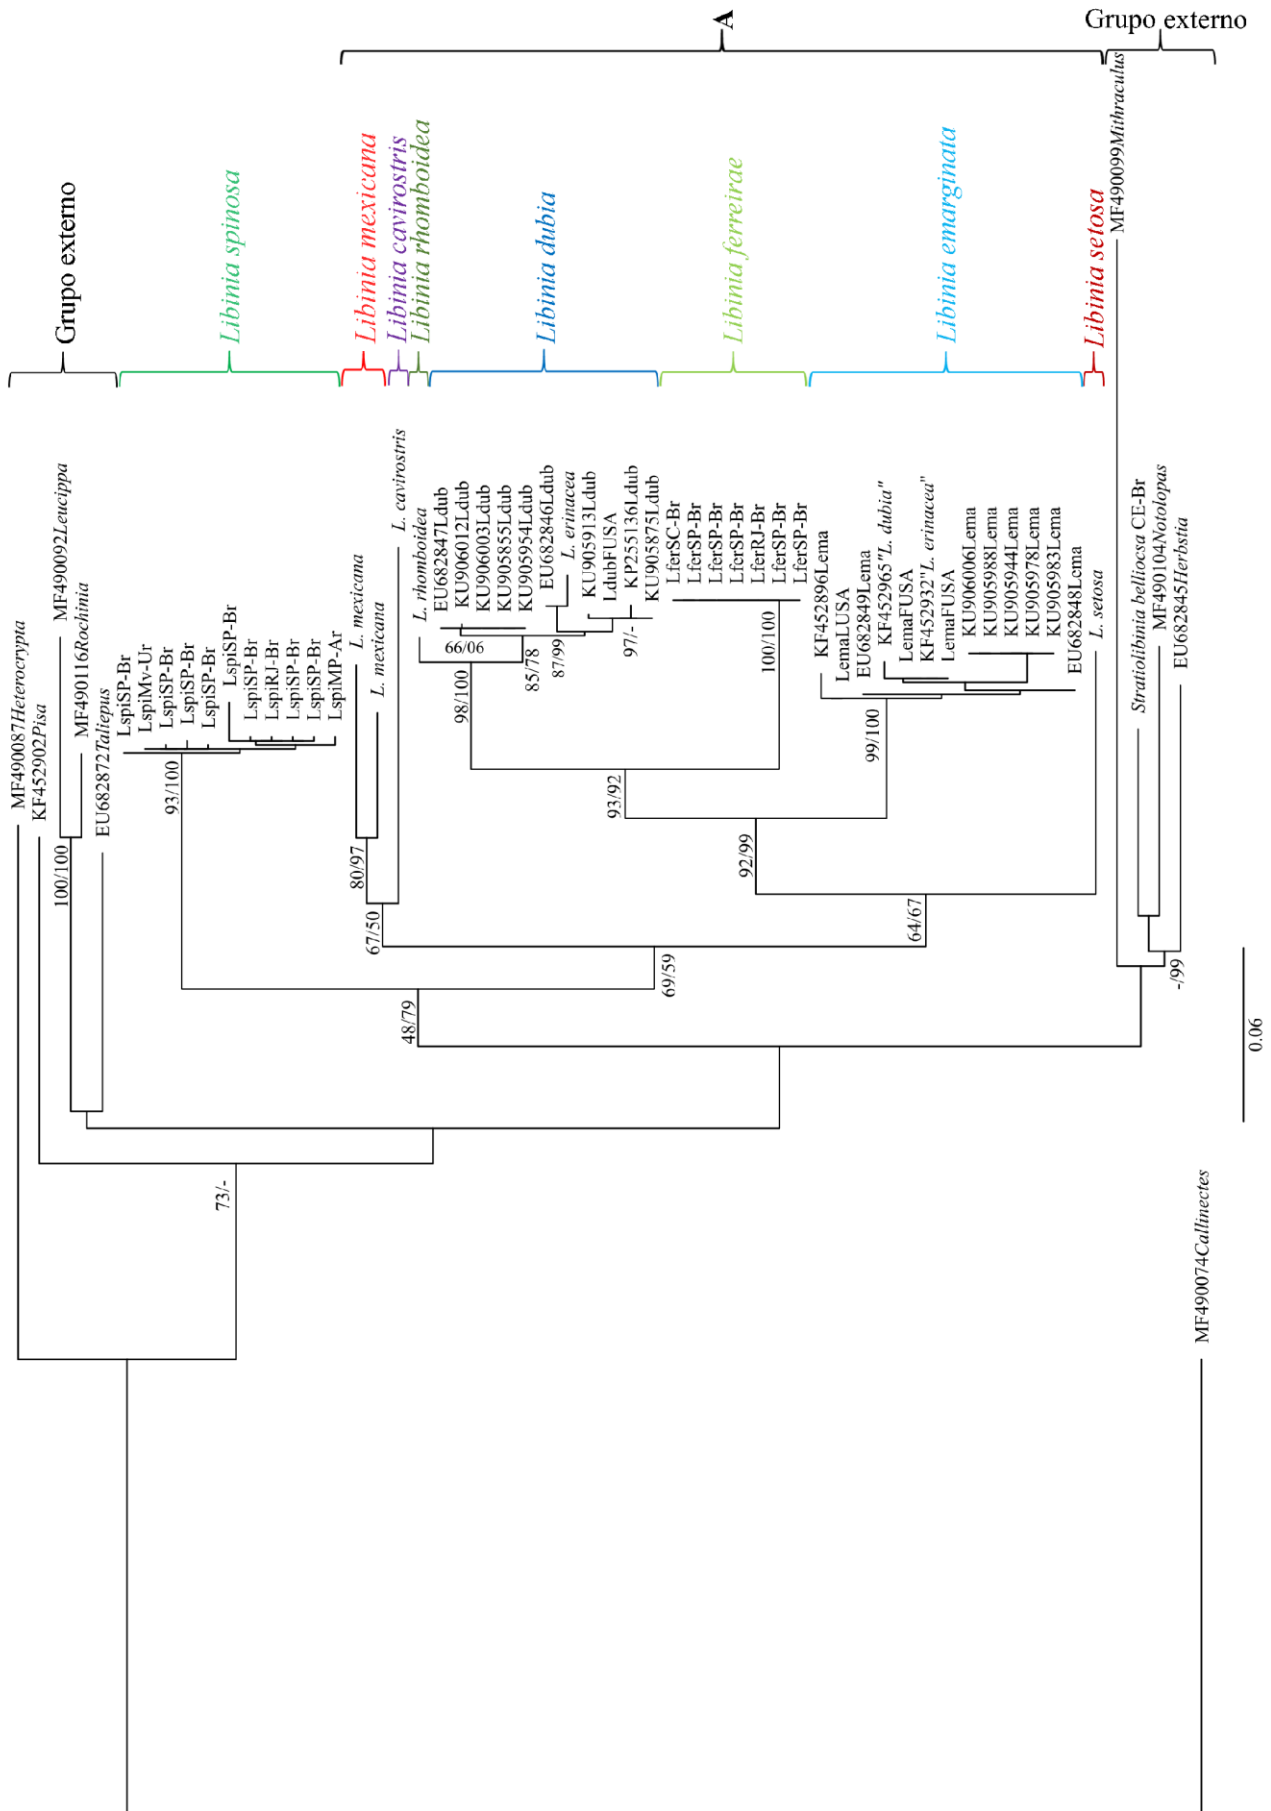 MF490087Heterocrypta
KF452902Pisa
MF490092Leucippa
MF490116Rochinia
EU682872Taliepus
100/100
Grupo externo
LspiSP-Br
LspiMv-Ur
LspiSP-Br
LspiSP-Br
LspiSP-Br
LspiSP-Br
LspiSP-Br
LspiRJ-Br
LspiSP-Br
LspiSP-Br
LspiMP-Ar
93/100
Libinia spinosa
L. mexicana
L. mexicana
80/97
Libinia mexicana
L. cavirostris
67/50
Libinia cavirostris
L. rhomboidea
Libinia rhomboidea
EU682847Ldub
KU906012Ldub
KU906003Ldub
KU905855Ldub
KU905954Ldub
EU682846Ldub
L. erinacea
KU905913Ldub
LdubFUSA
KP255136Ldub
KU905875Ldub
66/06
98/100
85/78
87/99
97/-
Libinia dubia
LferSC-Br
LferSP-Br
LferSP-Br
LferSP-Br
LferRJ-Br
LferSP-Br
LferSP-Br
100/100
93/92
Libinia ferreirae
KF452896Lema
LemaLUSA
EU682849Lema
KF452965"L. dubia"
LemaFUSA
KF452932"L. erinacea"
LemaFUSA
KU906006Lema
KU905988Lema
KU905944Lema
KU905978Lema
KU905983Lema
EU682848Lema
99/100
92/99
Libinia emarginata
L. setosa
64/67
69/59
48/79
73/-
Libinia setosa
A
MF490099Mithraculus
Stratiolibinia belliocsa CE-Br
MF490104Notolopas
EU682845Herbstia
-/99
Grupo externo
MF490074Callinectes
0.06